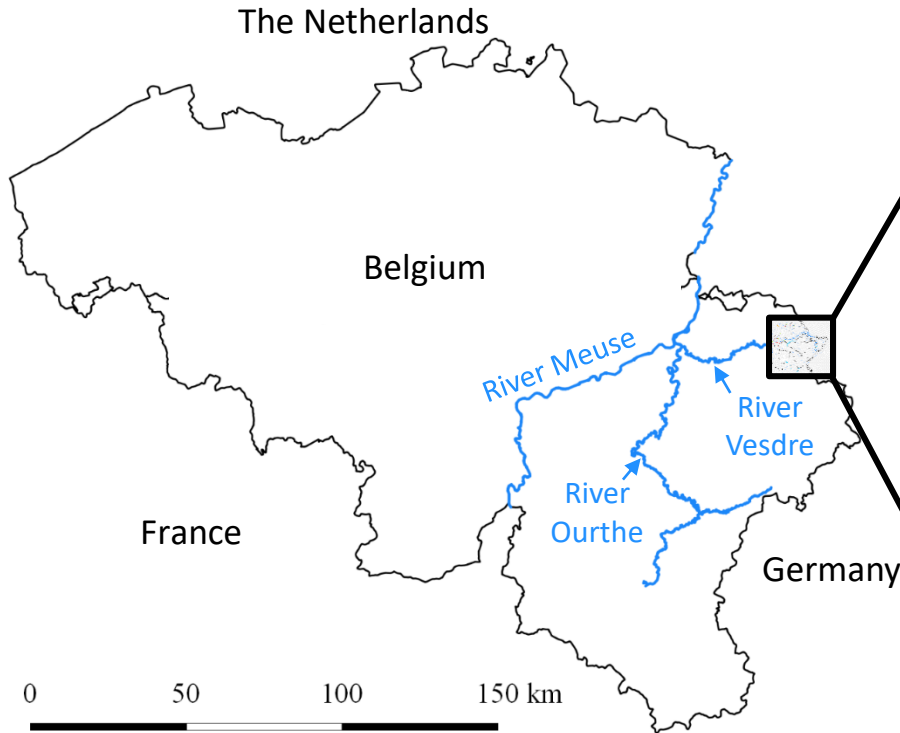 The Netherlands
Belgium
River Meuse
River
Vesdre
River
Ourthe
France
Germany
0 50 100 150 km